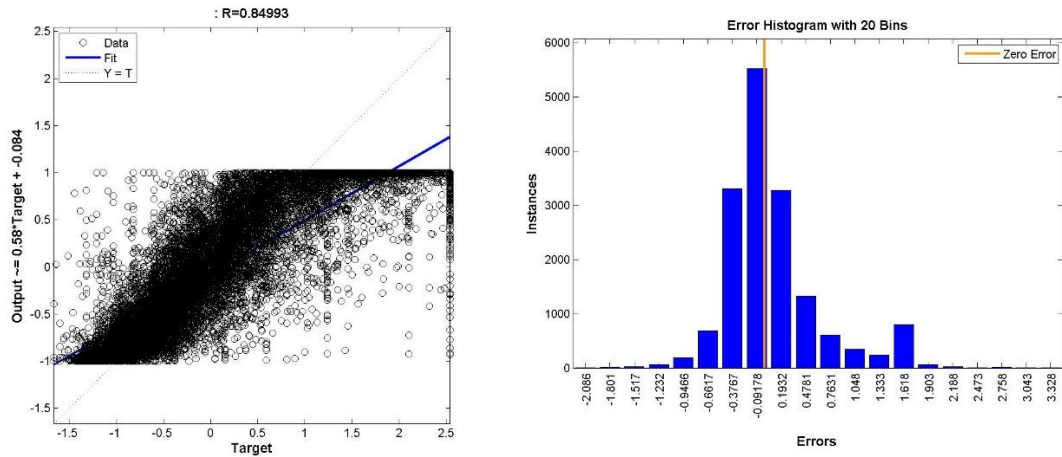 : R=0.84993
Data
Fit
Y = T
Output ~= 0.58*Target + -0.084
2.5
2
1.5
1
0.5
0
-0.5
-1
-1.5
-1.5 -1 -0.5 0 0.5 1 1.5 2 2.5
Target
Error Histogram with 20 Bins
Zero Error
Instances
6000
5000
4000
3000
2000
1000
0
-2.086 -1.801 -1.517 -1.232 -0.9466 -0.6617 -0.3767 -0.09178 0.1932 0.4781 0.7631 1.048 1.333 1.618 1.903 2.188 2.473 2.758 3.043 3.328
Errors